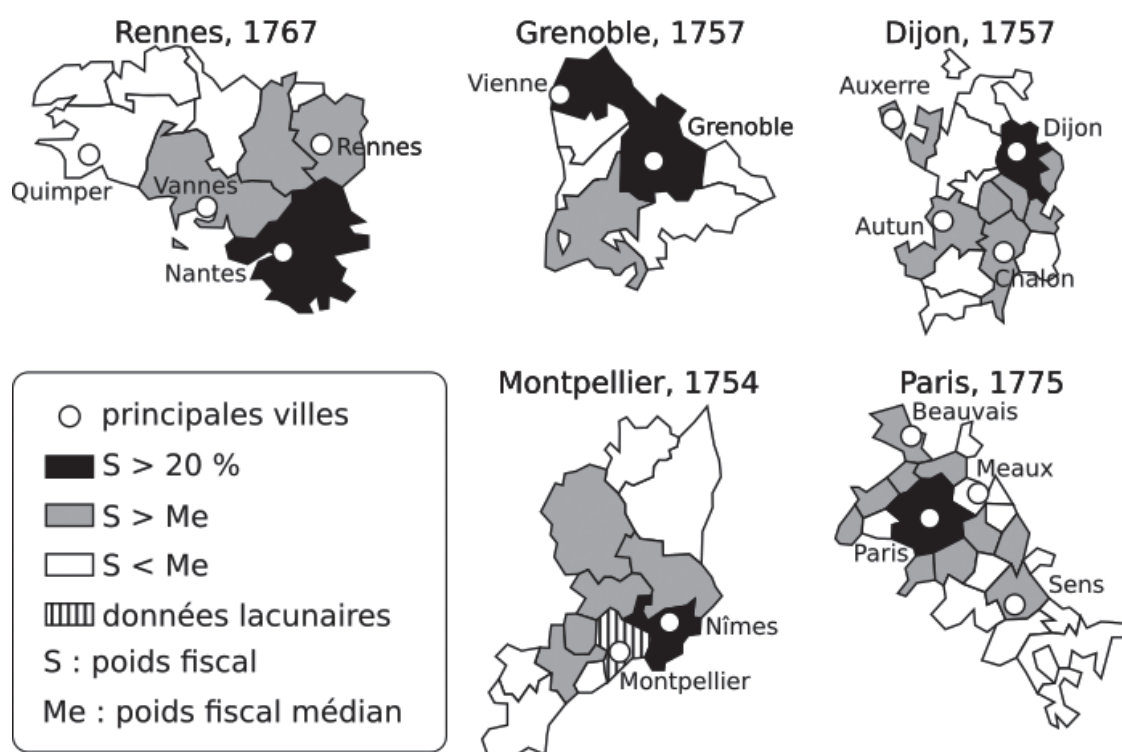 Rennes, 1767
Quimper
Vannes
Rennes
Nantes
Grenoble, 1757
Vienne
Grenoble
Dijon, 1757
Auxerre
Dijon
Autun
Chalon
principales villes
S > 20 %
S > Me
S < Me
données lacunaires
S : poids fiscal
Me : poids fiscal médian
Montpellier, 1754
Nîmes
Montpellier
Paris, 1775
Beauvais
Meaux
Paris
Sens